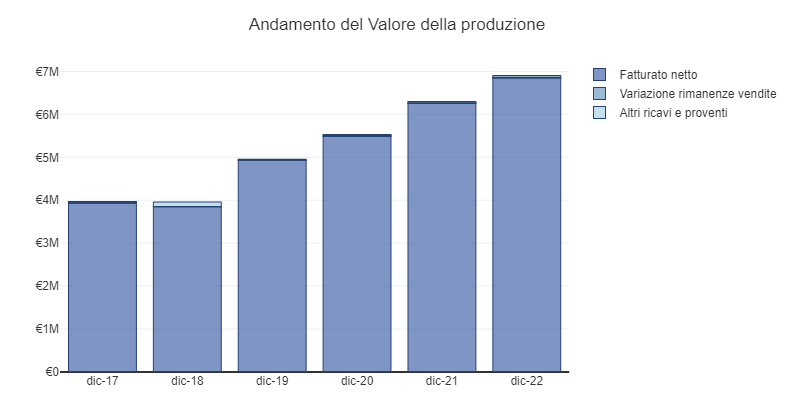 Andamento del Valore della produzione
€7M
€6M
€5M
€4M
€3M
€2M
€1M
€0
dic-17
dic-18
dic-19
dic-20
dic-21
dic-22
Fatturato netto
Variazione rimanenze vendite
Altri ricavi e proventi